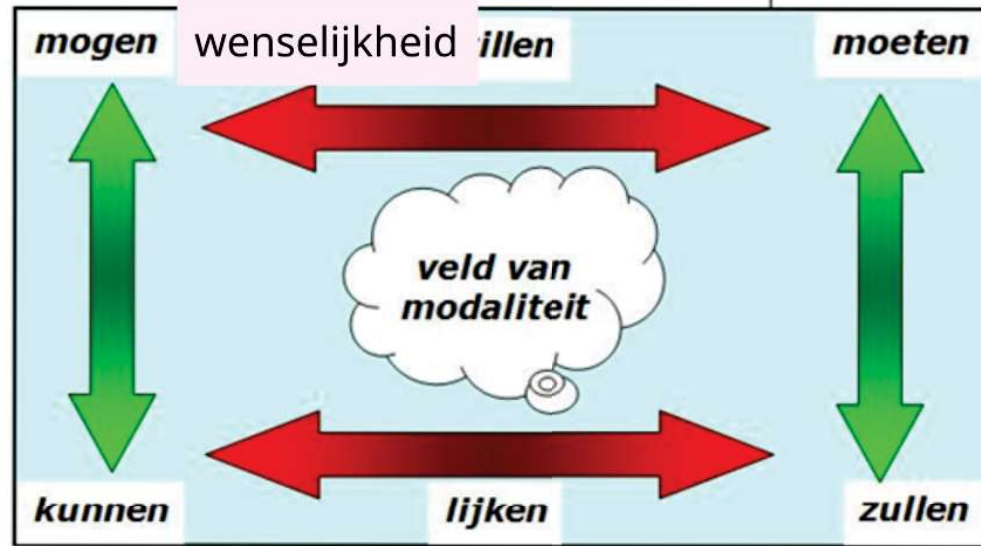 mogen wenselijkheid illen moeten
veld van
modaliteit
kunnen lijken zullen